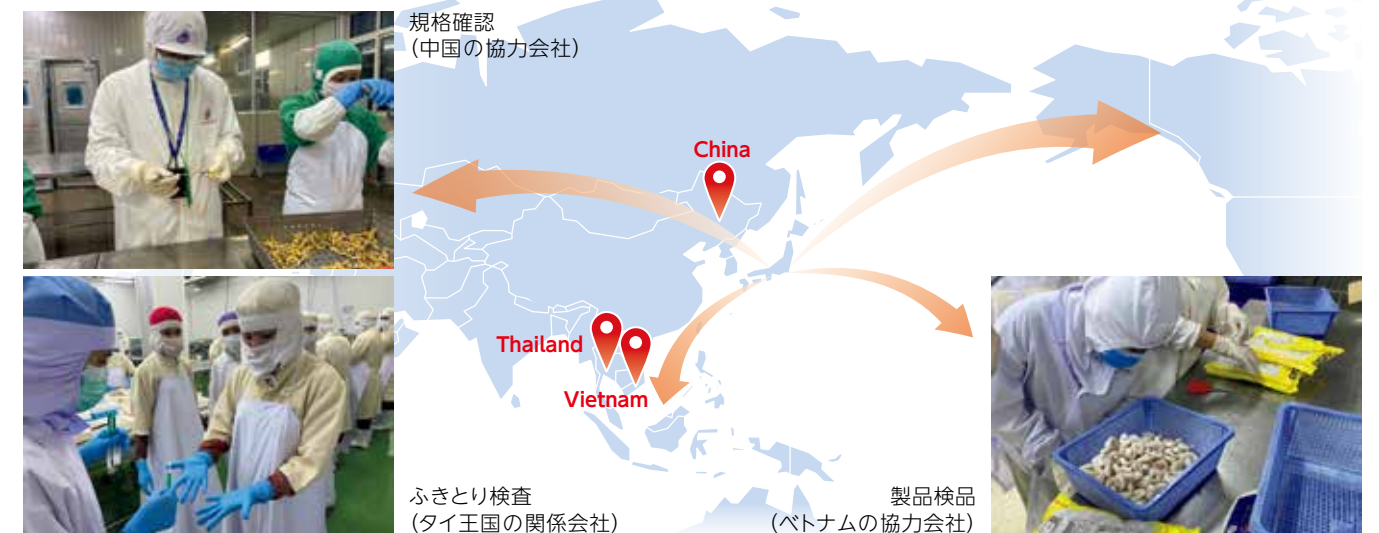 規格確認
（中国の協力会社）
China
Thailand
Vietnam
ふきとり検査
（タイ王国の関係会社）
製品検品
（ベトナムの協力会社）